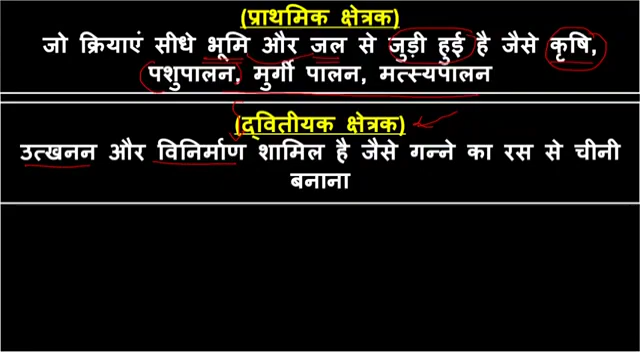 (प्राथमिक क्षेत्रक)
जो क्रियाएं सीधे भूमि और जल से जुड़ी हुई है जैसे कृषि,
पशुपालन, मुर्गी पालन, मत्स्यपालन
(द्वितीयक क्षेत्रक)
उत्खनन और विनिर्माण शामिल है जैसे गन्ने का रस से चीनी
बनाना